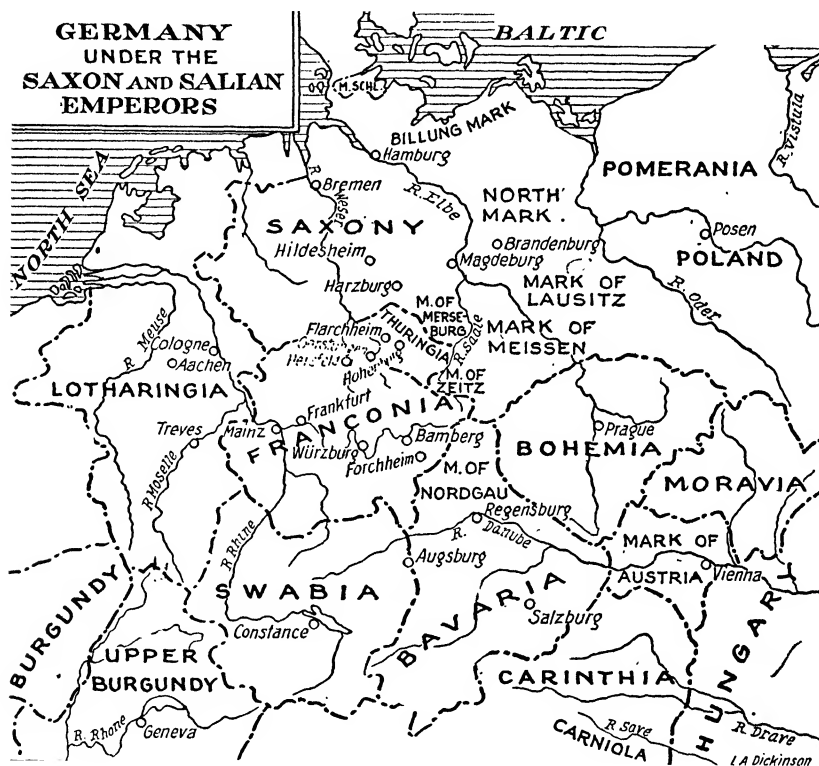 GERMANY
UNDER THE
SAXON AND SALIAN
EMPERORS
BALTIC
M. SCHL.
BILLUNG MARK
Hamburg
R. Vistula
POMERANIA
NORTH SEA
Bremen
R. Weser
R. Elbe
NORTH
MARK.
SAXONY
Hildesheim
Brandenburg
Posen
Magdeburg
POLAND
MARK OF
LAUSITZ
R. Oder
Harzburg
M. OF
MERSE-
BURG
R. Meuse
Flarchheim
THURINGIA
R. Saale
MARK OF
MEISSEN
Cologne
Aachen
Hohenburg
M. OF
ZEITZ
LOTHARINGIA
Frankfurt
FRANCONIA
Treves
Mainz
Würzburg
Bamberg
Forchheim
Prague
BOHEMIA
M. OF
NORDGAU
MORAVIA
R Moselle
Regensburg
R. Rhine
R. Danube
MARK OF
AUSTRIA
Vienna
Augsburg
BURGUNDY
SWABIA
BAVARIA
Salzburg
Constance
UPPER
BURGUNDY
CARINTHIA
HUNGARY
R. Rhone
Geneva
R. Drave
R Save
CARNIOLA
L A Dickinson